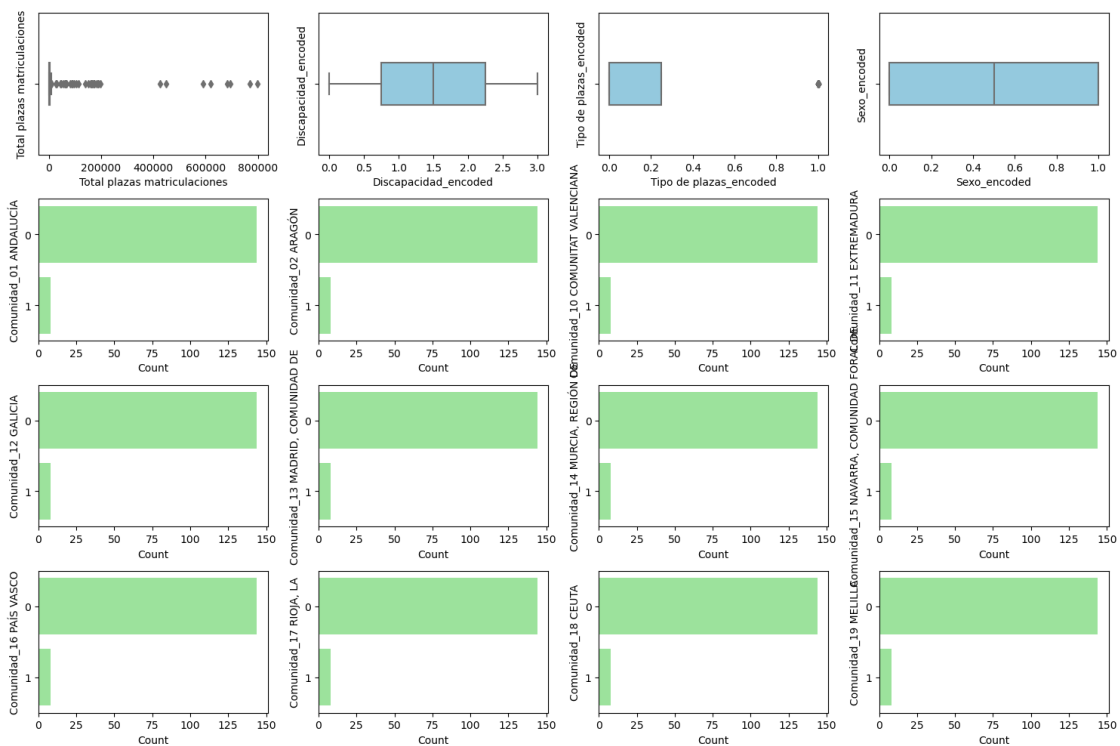 Total plazas matriculaciones
0 200000 400000 600000 800000
Total plazas matriculaciones
Discapacidad_encoded
0.0 0.5 1.0 1.5 2.0 2.5 3.0
Discapacidad_encoded
Tipo de plazas_encoded
0.0 0.2 0.4 0.6 0.8 1.0
Tipo de plazas_encoded
Sexo_encoded
0.0 0.2 0.4 0.6 0.8 1.0
Sexo_encoded
Comunidad_01 ANDALUCÍA
0
1
0 25 50 75 100 125 150
Count
Comunidad_02 ARAGÓN
0
1
0 25 50 75 100 125 150
Count
Comunidad_10 COMUNITAT VALENCIANA
0
1
0 25 50 75 100 125 150
Count
Comunidad_11 EXTREMADURA
0
1
0 25 50 75 100 125 150
Count
Comunidad_12 GALICIA
0
1
0 25 50 75 100 125 150
Count
Comunidad_13 MADRID, COMUNIDAD DE
0
1
0 25 50 75 100 125 150
Count
Comunidad_14 MURCIA, REGIÓN DE
0
1
0 25 50 75 100 125 150
Count
Comunidad_15 NAVARRA, COMUNIDAD FORAL DE
0
1
0 25 50 75 100 125 150
Count
Comunidad_16 PAÍS VASCO
0
1
0 25 50 75 100 125 150
Count
Comunidad_17 RIOJA, LA
0
1
0 25 50 75 100 125 150
Count
Comunidad_18 CEUTA
0
1
0 25 50 75 100 125 150
Count
Comunidad_19 MELILLA
0
1
0 25 50 75 100 125 150
Count